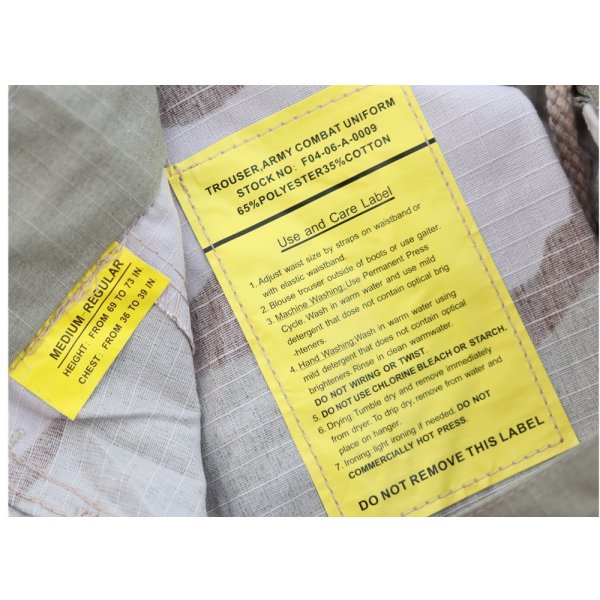 TROUSER,ARMY COMBAT UNIFORM
STOCK NO: F04-06-A-0009
65%POLYESTER35%COTTON
Use and Care Label
1. Adjust waist size by straps on waistband or
with elastic waistband.
2. Blouse trouser outside of boots or use gaiter.
3. Machine Washing: Use Permanent Press
Cycle. Wash in warm water and use mild
detergent that dose not contain optical brig
-hteners.
4. Hand Washing:Wash in warm water using
mild detergent that does not contain optical
brighteners. Rinse in clean warmwater.
DO NOT WIRING OR TWIST.
5. DO NOT USE CHLORINE BLEACH OR STARCH.
6. Drying: Tumble dry and remove immediately
from dryer. To drip dry, remove from water and
place on hanger.
7. Ironing light ironing if needed. DO NOT
COMMERCIALLY HOT PRESS.
DO NOT REMOVE THIS LABEL
MEDIUM- REGULAR
HEIGHT: FROM 69 TO 73 IN.
CHEST: FROM 36 TO 39 IN